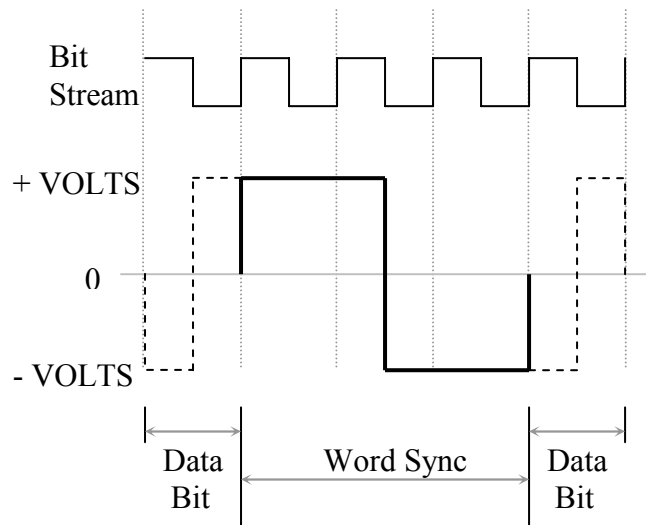 Bit
Stream
+ VOLTS
0
- VOLTS
Data
Bit
Word Sync
Data
Bit